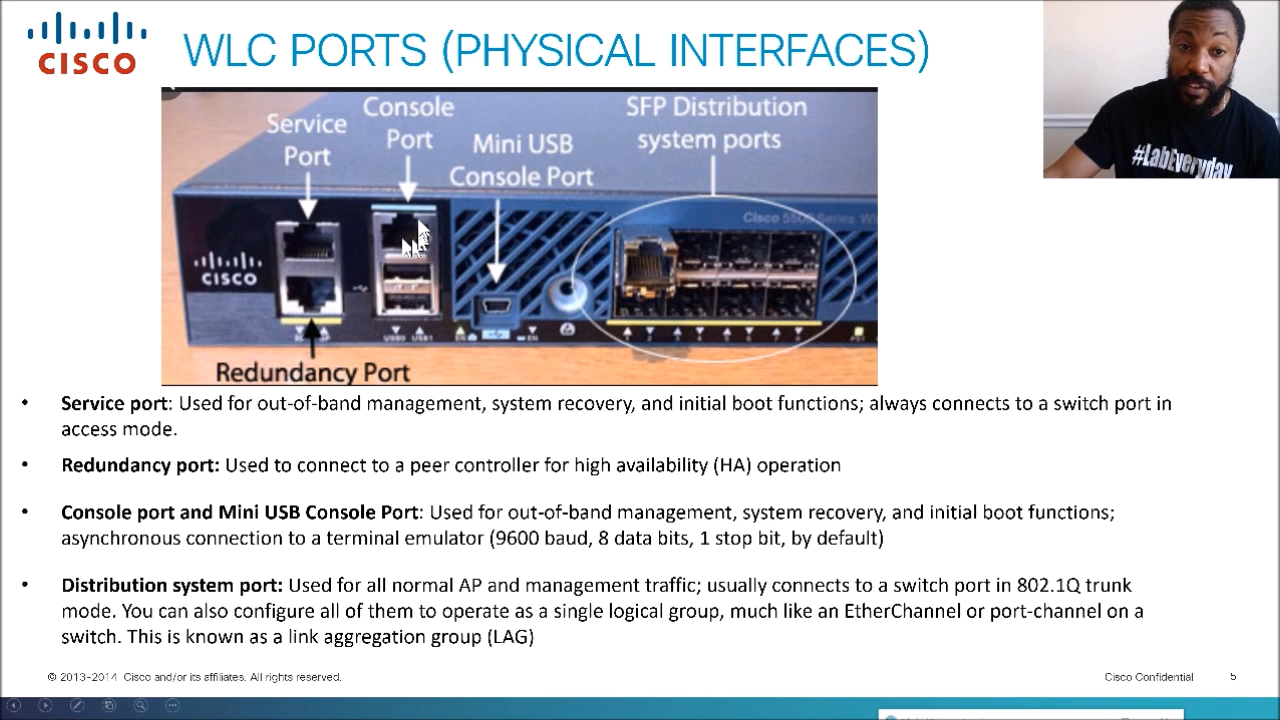 CISCO
WLC PORTS (PHYSICAL INTERFACES)
Service
Port
Console
Port
Mini USB
Console Port
SFP Distribution
system ports
Cisco 5500 Series
CISCO
Redundancy Port
#LabEveryday
• Service port: Used for out-of-band management, system recovery, and initial boot functions; always connects to a switch port in
access mode.
• Redundancy port: Used to connect to a peer controller for high availability (HA) operation
• Console port and Mini USB Console Port: Used for out-of-band management, system recovery, and initial boot functions;
asynchronous connection to a terminal emulator (9600 baud, 8 data bits, 1 stop bit, by default)
• Distribution system port: Used for all normal AP and management traffic; usually connects to a switch port in 802.1Q trunk
mode. You can also configure all of them to operate as a single logical group, much like an EtherChannel or port-channel on a
switch. This is known as a link aggregation group (LAG)
© 2013-2014 Cisco and/or its affiliates. All rights reserved.
Cisco Confidential
5